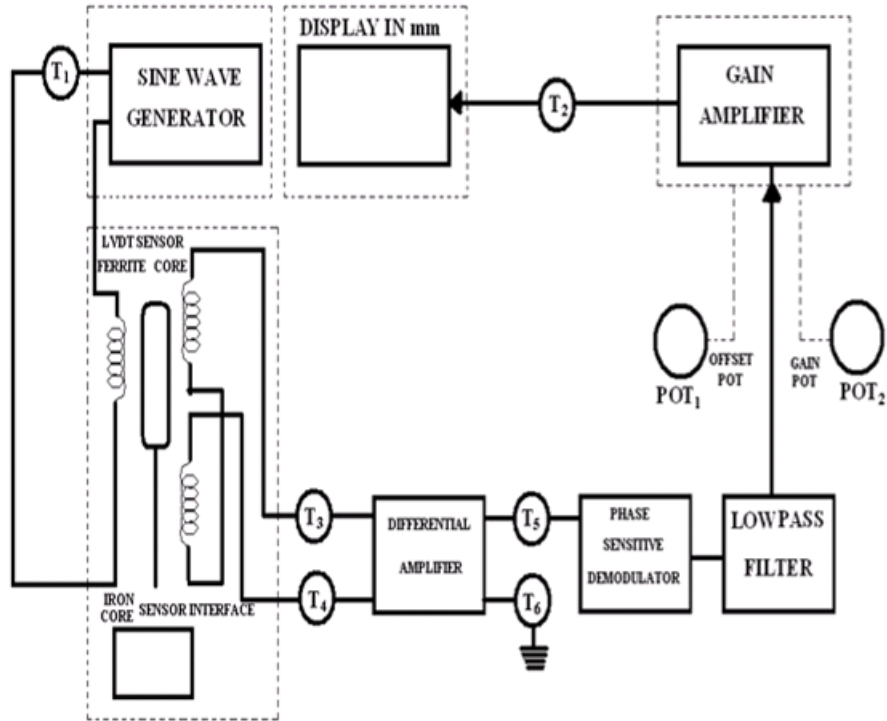 T1
SINE WAVE
GENERATOR
DISPLAY IN mm
T2
GAIN
AMPLIFIER
LVDT SENSOR
FERRITE CORE
OFFSET
POT
POT1
GAIN
POT
POT2
T3
DIFFERENTIAL
AMPLIFIER
T4
T5
T6
PHASE
SENSITIVE
DEMODULATOR
LOWPASS
FILTER
IRON
CORE
SENSOR INTERFACE